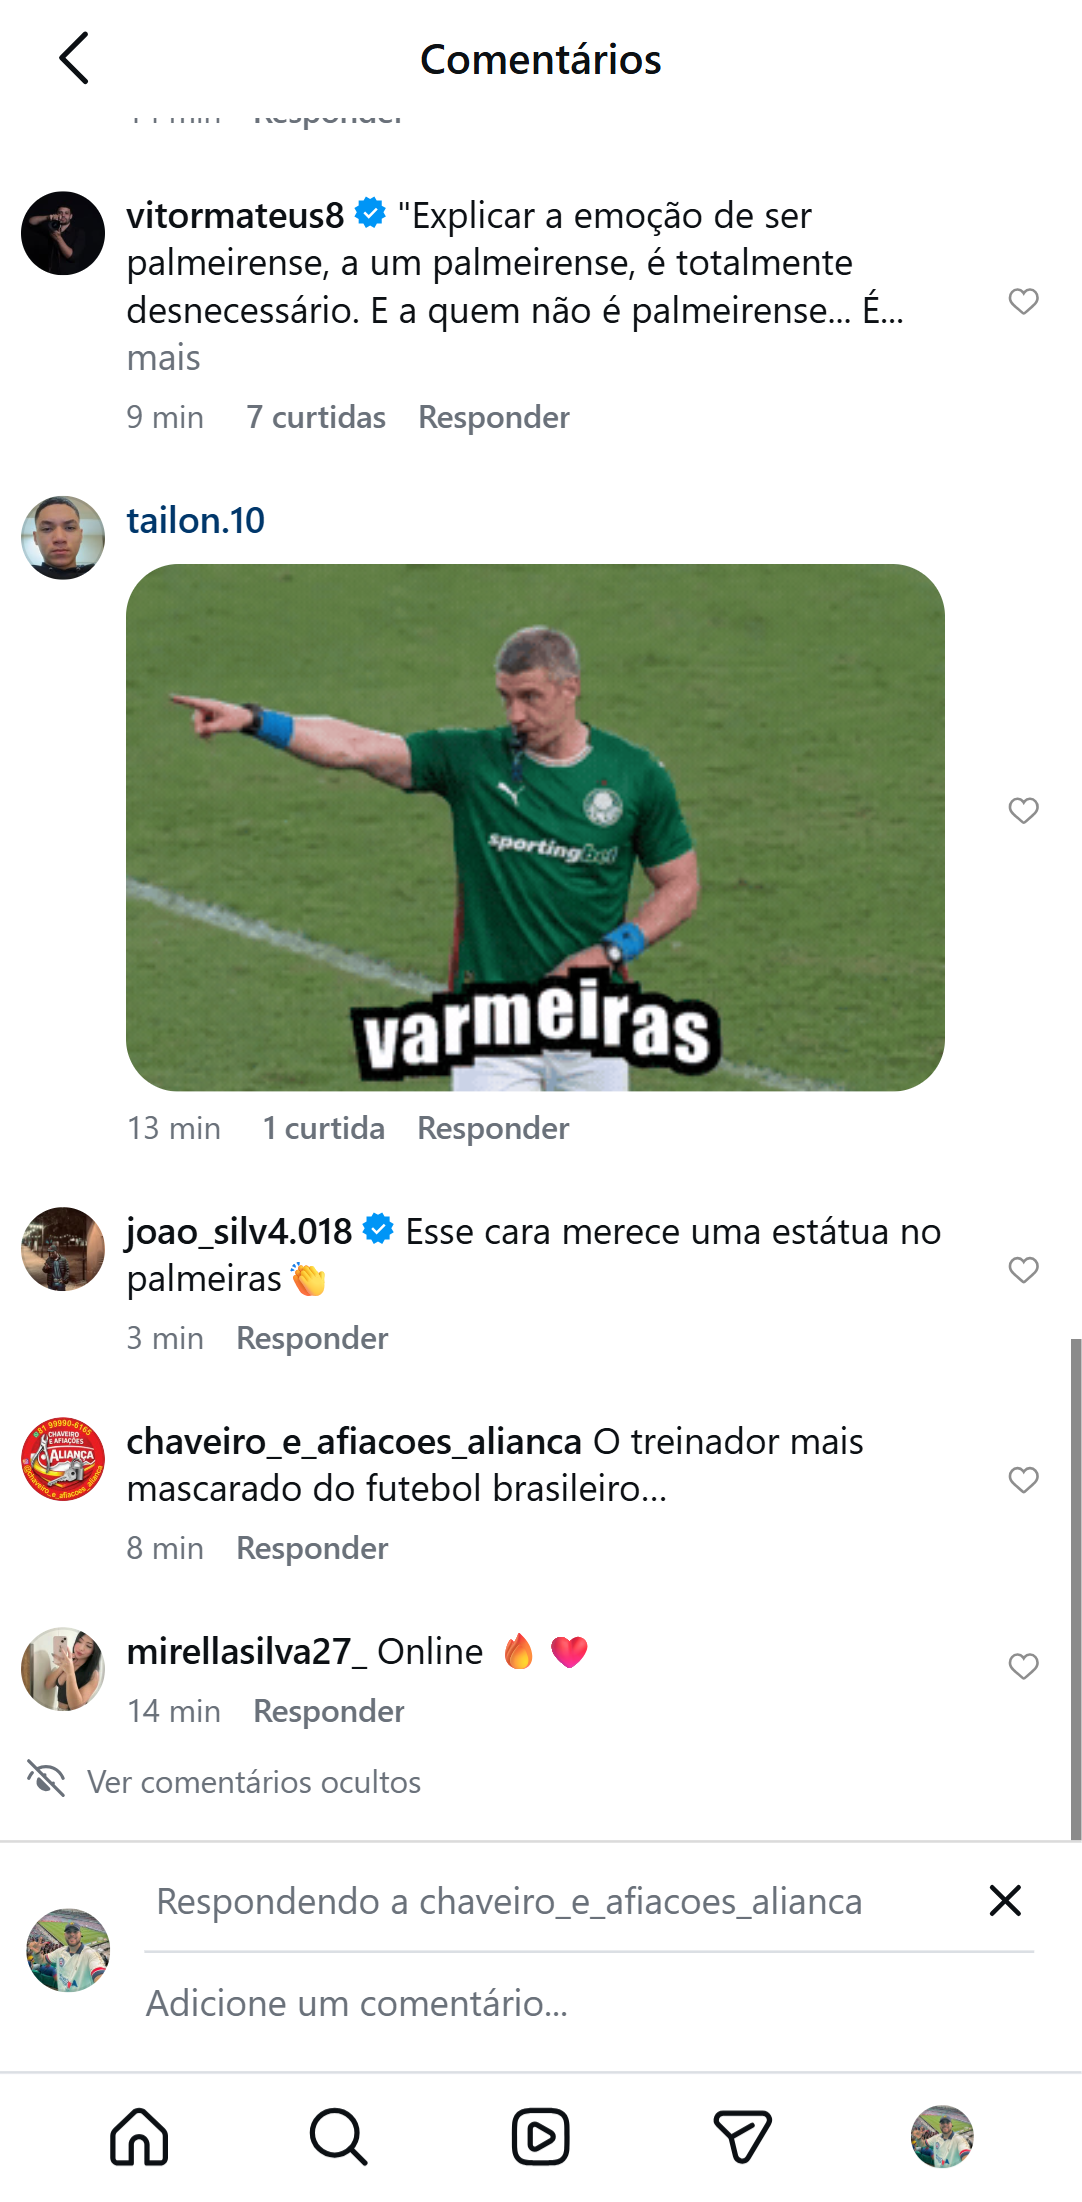 Comentários
vitormateus8 "Explicar a emoção de ser
palmeirense, a um palmeirense, é totalmente
desnecessário. E a quem não é palmeirense... É...
mais
9 min 7 curtidas Responder
tailon.10
sportingbet
varmeiras
13 min 1 curtida Responder
joao_silv4.018 Esse cara merece uma estátua no
palmeiras👏
3 min Responder
CHAVEIRO
E AFIAÇÕES
ALIANÇA
chaveiro_e_afiacoes_alianca O treinador mais
mascarado do futebol brasileiro...
8 min Responder
mirellasilva27_ Online 🔥 ❤️
14 min Responder
Ver comentários ocultos
Respondendo a chaveiro_e_afiacoes_alianca
Adicione um comentário...